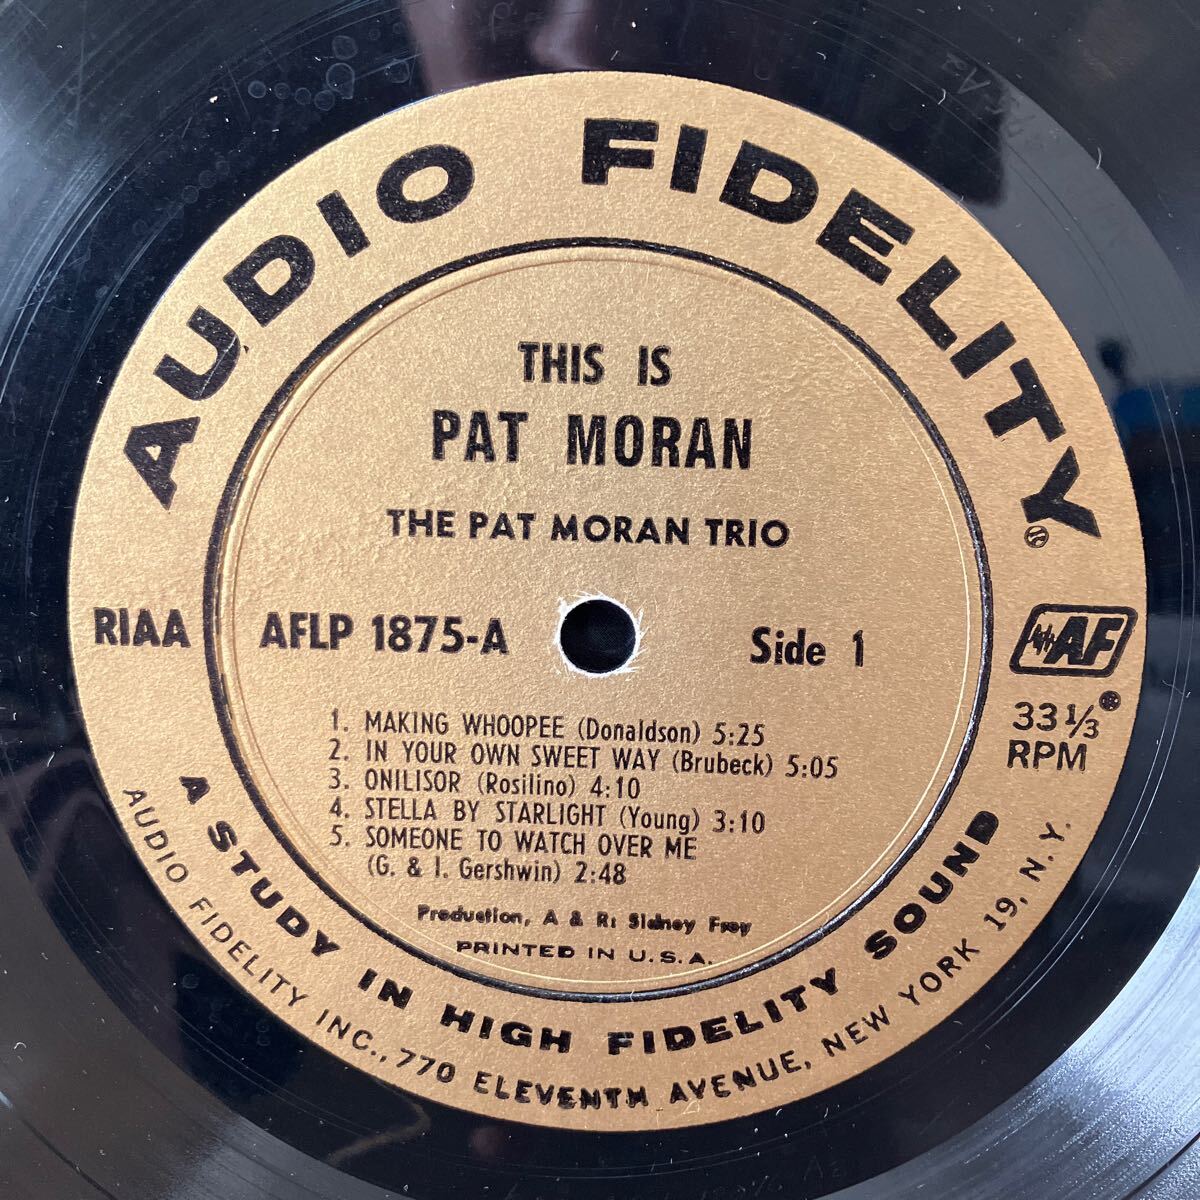 AUDIO FIDELITY®
THIS IS
PAT MORAN
THE PAT MORAN TRIO
RIAA
AFLP 1875-A
Side 1
AF
®
33 1/3
RPM
1. MAKING WHOOPEE (Donaldson) 5:25
2. IN YOUR OWN SWEET WAY (Brubeck) 5:05
3. ONILISOR (Rosilino) 4:10
4. STELLA BY STARLIGHT (Young) 3:10
5. SOMEONE TO WATCH OVER ME
(G. & I. Gershwin) 2:48
Production, A & R: Sidney Frey
PRINTED IN U.S.A.
A STUDY IN HIGH FIDELITY SOUND
AUDIO FIDELITY INC., 770 ELEVENTH AVENUE, NEW YORK 19, N.Y.